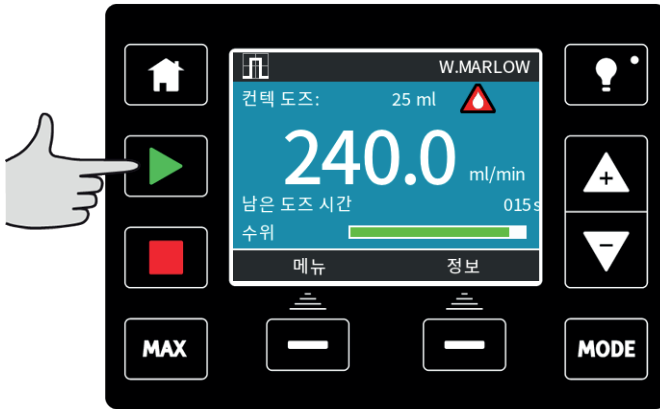 W.MARLOW
컨텍 도즈: 25 ml
240.0 ml/min
남은 도즈 시간 015s
수위
메뉴 정보
+
−
MAX
MODE